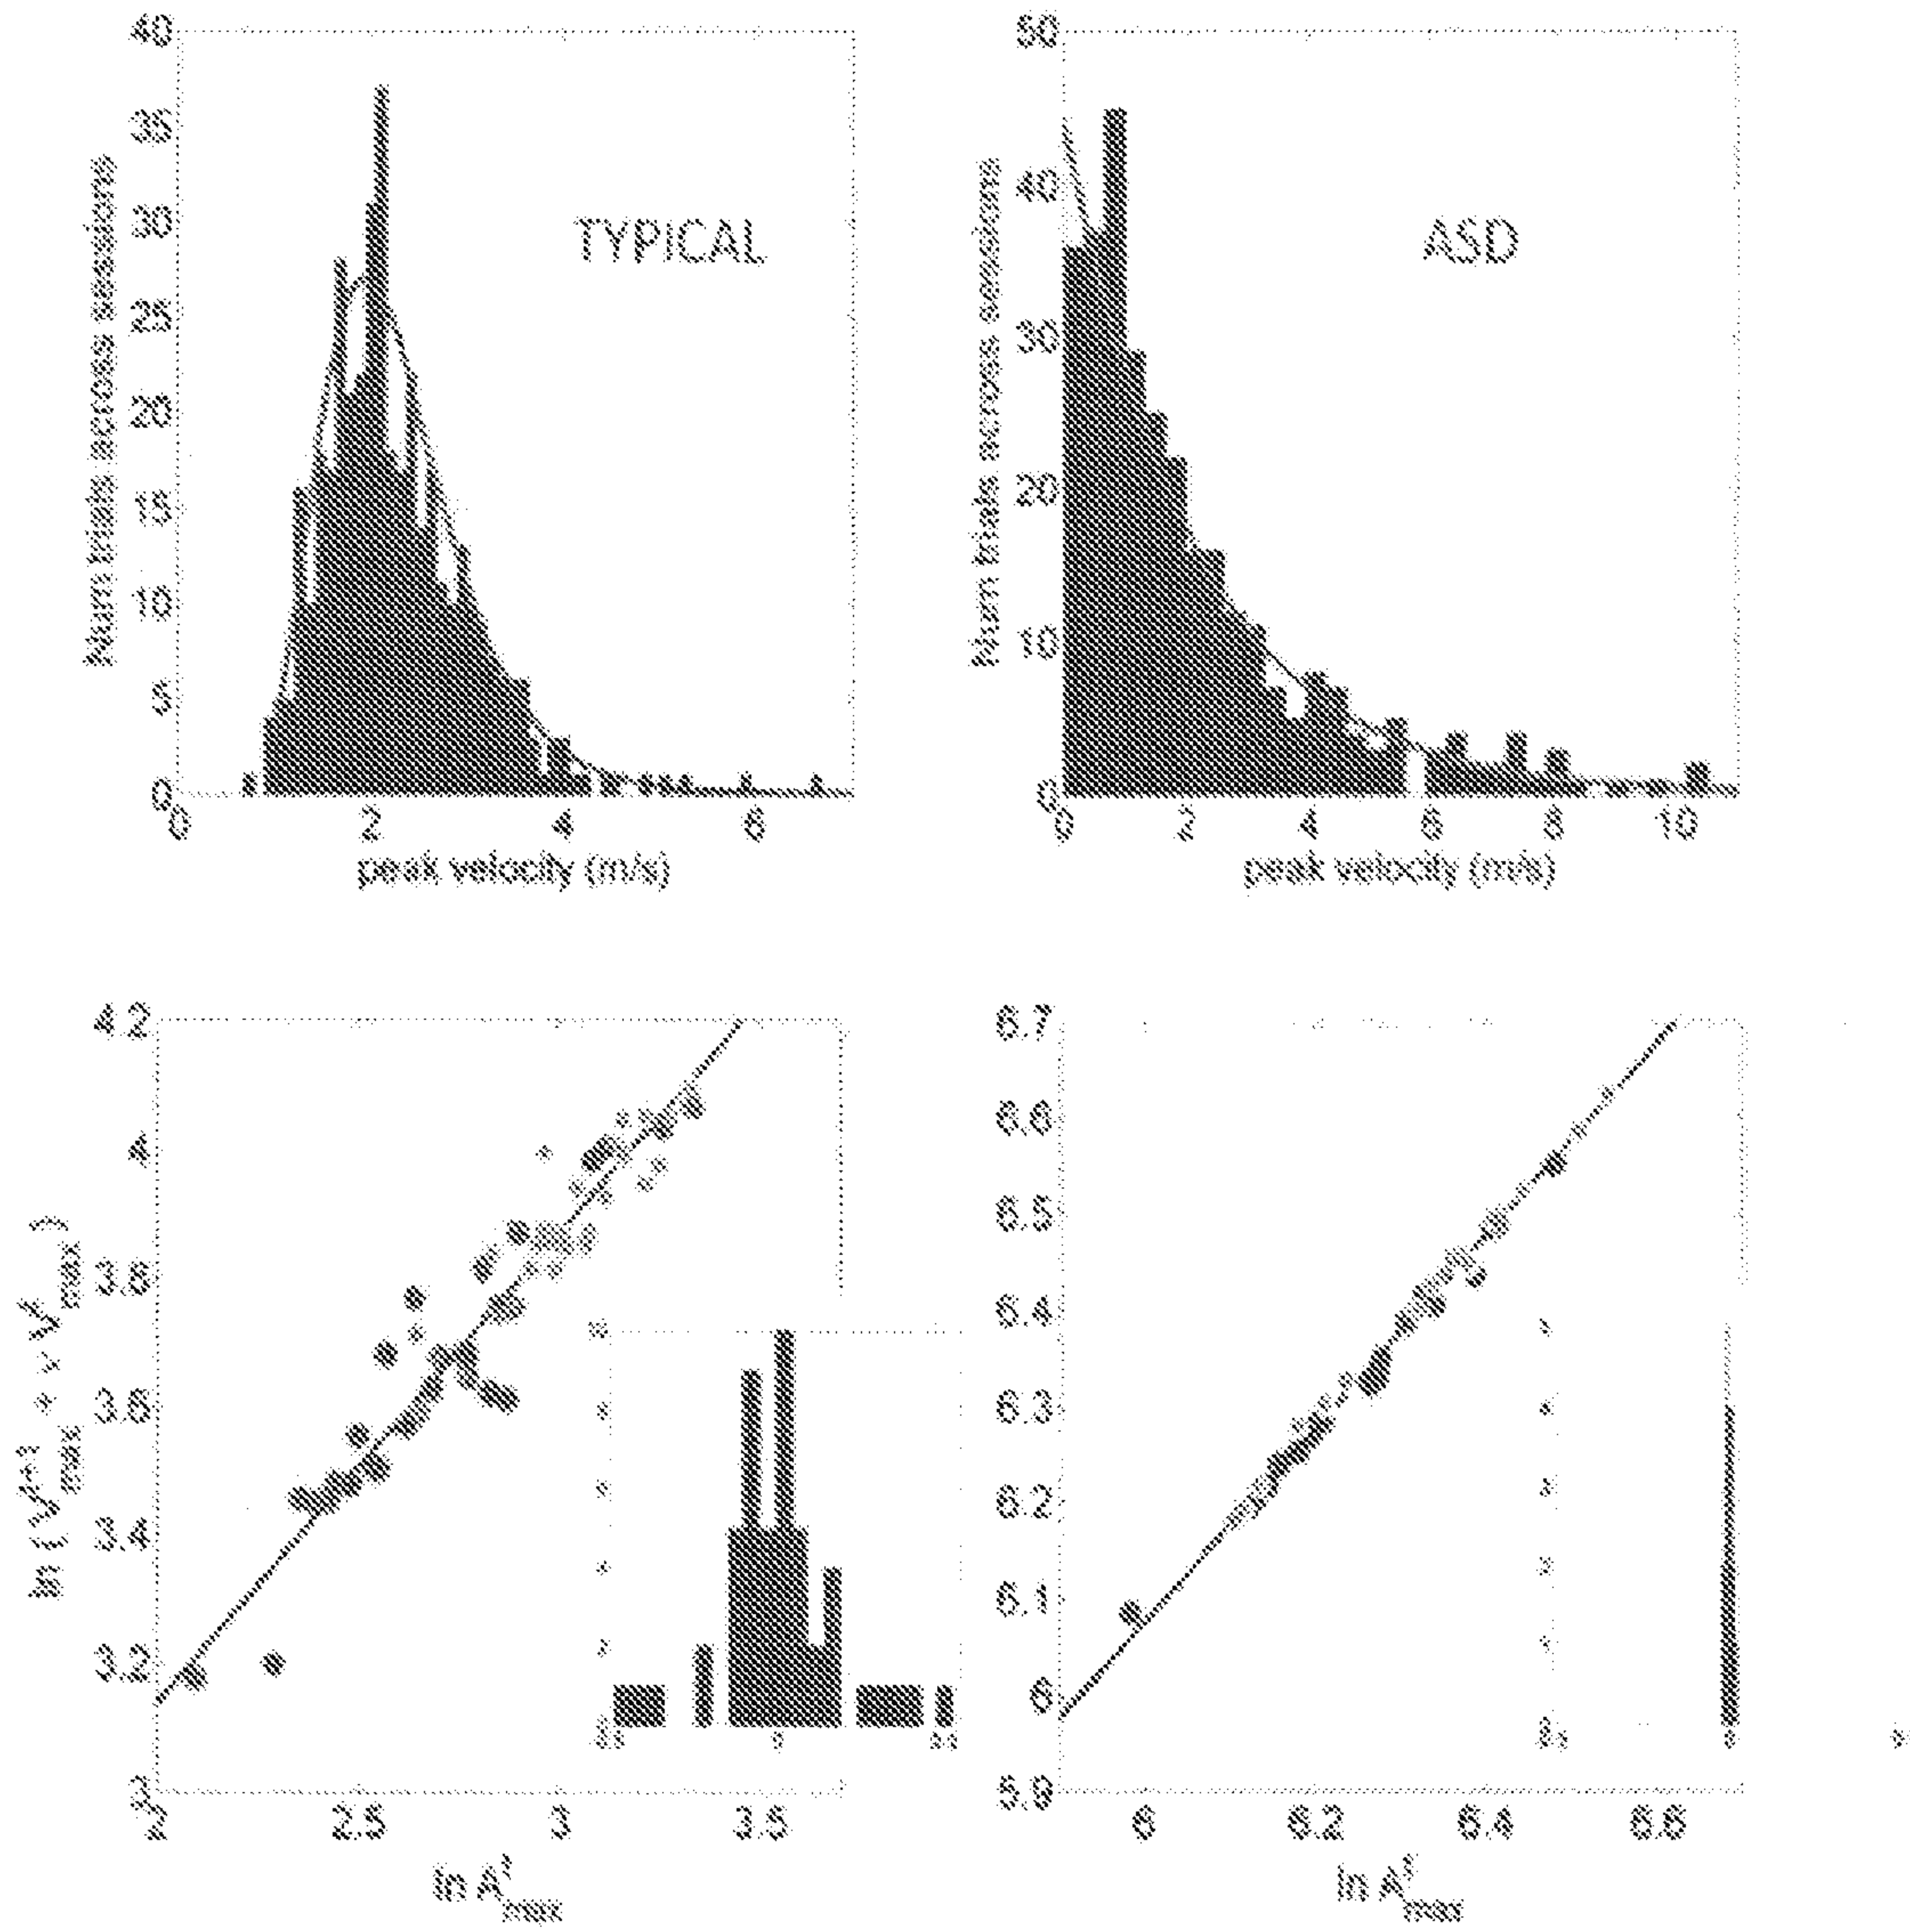 40
35
30
25
20
15
10
5
0
Num trials across sessions
TYPICAL
0 2 4 6
peak velocity (m/s)
50
40
30
20
10
0
Num trials across sessions
ASD
0 2 4 6 8 10
peak velocity (m/s)
4.2
4
3.8
3.6
3.4
3.2
3
2 2.5 3 3.5
ln A max
6.7
6.6
6.5
6.4
6.3
6.2
6.1
6
5.9
6 6.2 6.4 6.6
ln A max